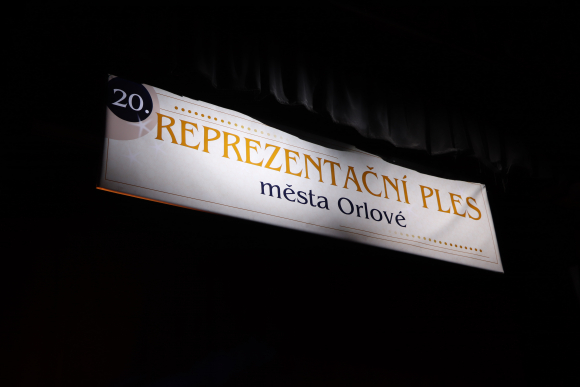 20.
REPREZENTAČNÍ PLES
města Orlové